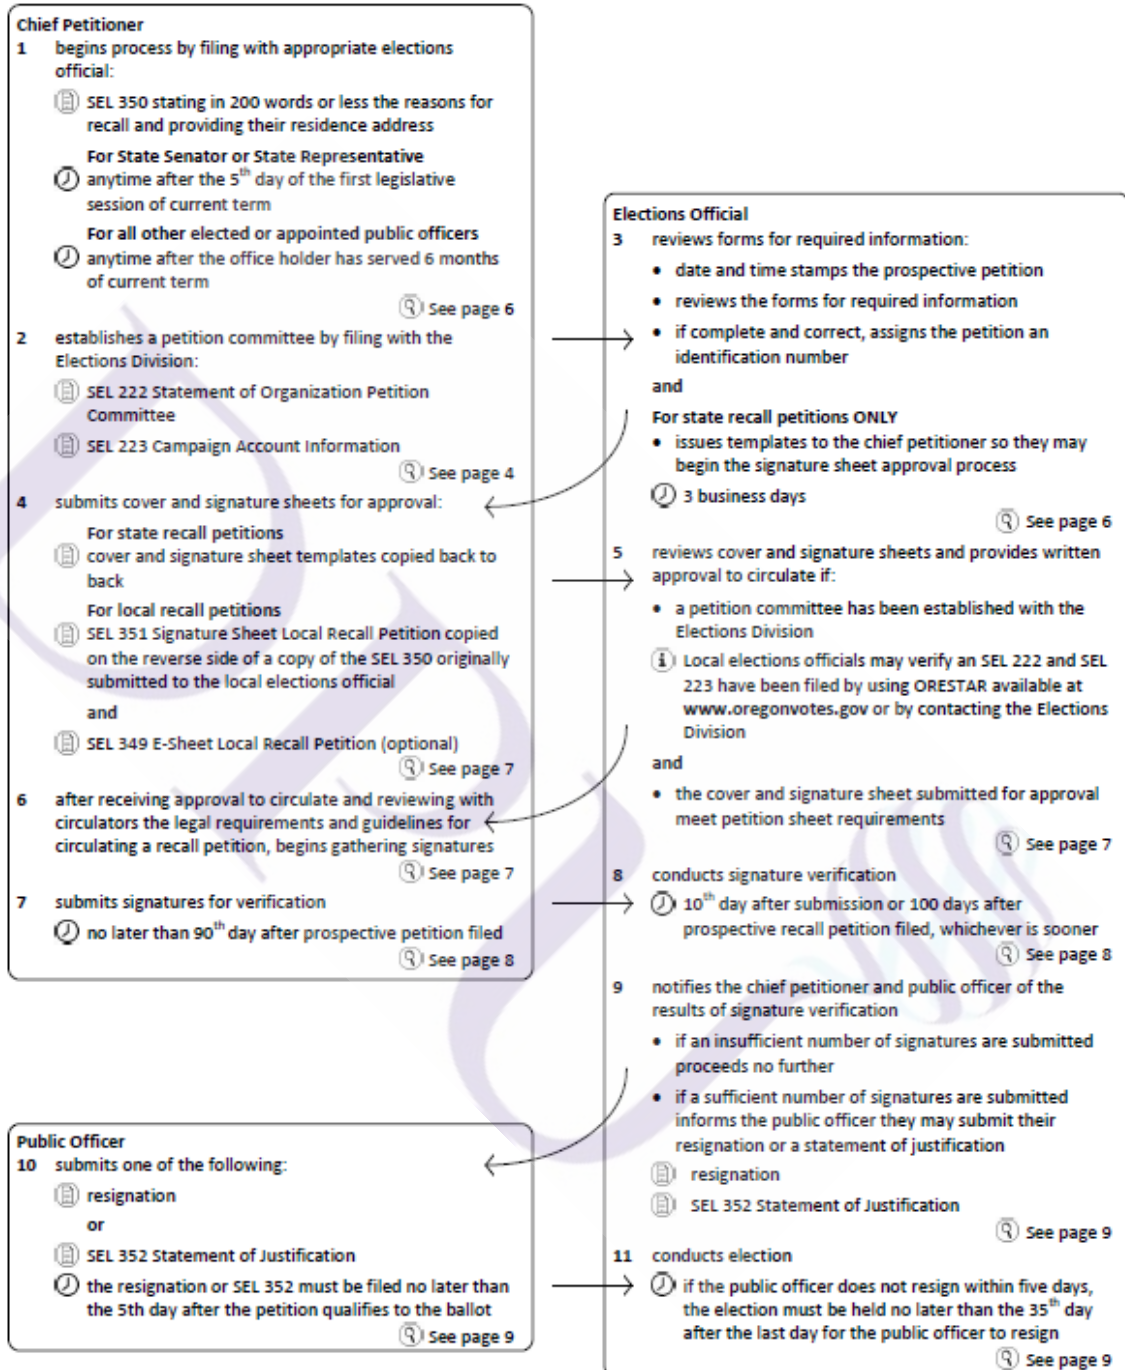 Chief Petitioner
1 begins process by filing with appropriate elections
official:
SEL 350 stating in 200 words or less the reasons for
recall and providing their residence address
For State Senator or State Representative
anytime after the 5th day of the first legislative
session of current term
For all other elected or appointed public officers
anytime after the office holder has served 6 months
of current term
See page 6
2 establishes a petition committee by filing with the
Elections Division:
SEL 222 Statement of Organization Petition
Committee
SEL 223 Campaign Account Information
See page 4
4 submits cover and signature sheets for approval:
For state recall petitions
cover and signature sheet templates copied back to
back
For local recall petitions
SEL 351 Signature Sheet Local Recall Petition copied
on the reverse side of a copy of the SEL 350 originally
submitted to the local elections official
and
SEL 349 E-Sheet Local Recall Petition (optional)
See page 7
6 after receiving approval to circulate and reviewing with
circulators the legal requirements and guidelines for
circulating a recall petition, begins gathering signatures
See page 7
7 submits signatures for verification
no later than 90th day after prospective petition filed
See page 8
Elections Official
3 reviews forms for required information:
• date and time stamps the prospective petition
• reviews the forms for required information
• if complete and correct, assigns the petition an
identification number
and
For state recall petitions ONLY
• issues templates to the chief petitioner so they may
begin the signature sheet approval process
3 business days
See page 6
5 reviews cover and signature sheets and provides written
approval to circulate if:
• a petition committee has been established with the
Elections Division
Local elections officials may verify an SEL 222 and SEL
223 have been filed by using ORESTAR available at
www.oregonvotes.gov or by contacting the Elections
Division
and
• the cover and signature sheet submitted for approval
meet petition sheet requirements
See page 7
8 conducts signature verification
10th day after submission or 100 days after
prospective recall petition filed, whichever is sooner
See page 8
9 notifies the chief petitioner and public officer of the
results of signature verification
• if an insufficient number of signatures are submitted
proceeds no further
• if a sufficient number of signatures are submitted
informs the public officer they may submit their
resignation or a statement of justification
resignation
SEL 352 Statement of Justification
See page 9
Public Officer
10 submits one of the following:
resignation
or
SEL 352 Statement of Justification
the resignation or SEL 352 must be filed no later than
the 5th day after the petition qualifies to the ballot
See page 9
11 conducts election
if the public officer does not resign within five days,
the election must be held no later than the 35th day
after the last day for the public officer to resign
See page 9